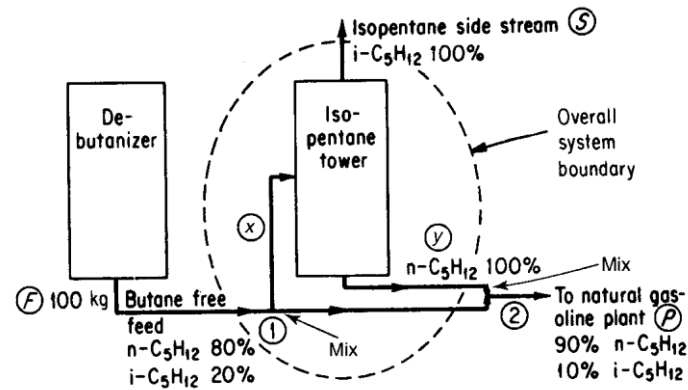 Isopentane side stream Ⓢ
i-C5H12 100%
De-
butanizer
Iso-
pentane
tower
Overall
system
boundary
ⓧ
ⓨ
n-C5H12 100%
Mix
Ⓕ 100 kg
Butane free
feed
n-C5H12 80%
i-C5H12 20%
①
Mix
②
To natural gas-
oline plant Ⓟ
90% n-C5H12
10% i-C5H12